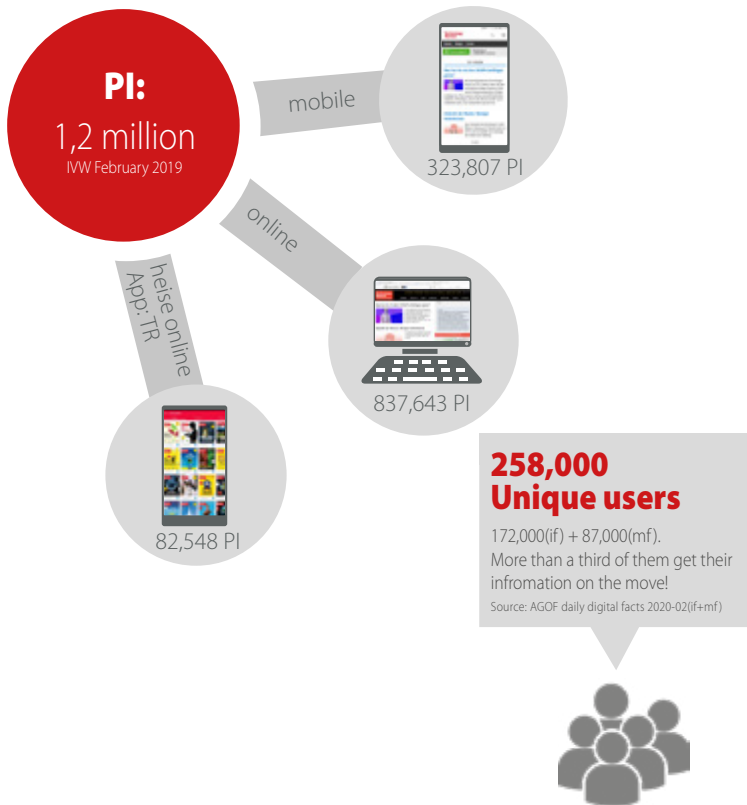 PI:
1,2 million
IVW February 2019
mobile
323,807 PI
online
837,643 PI
heise online
App: TR
82,548 PI
258,000
Unique users
172,000(if) + 87,000(mf).
More than a third of them get their
infromation on the move!
Source: AGOF daily digital facts 2020-02(if+mf)